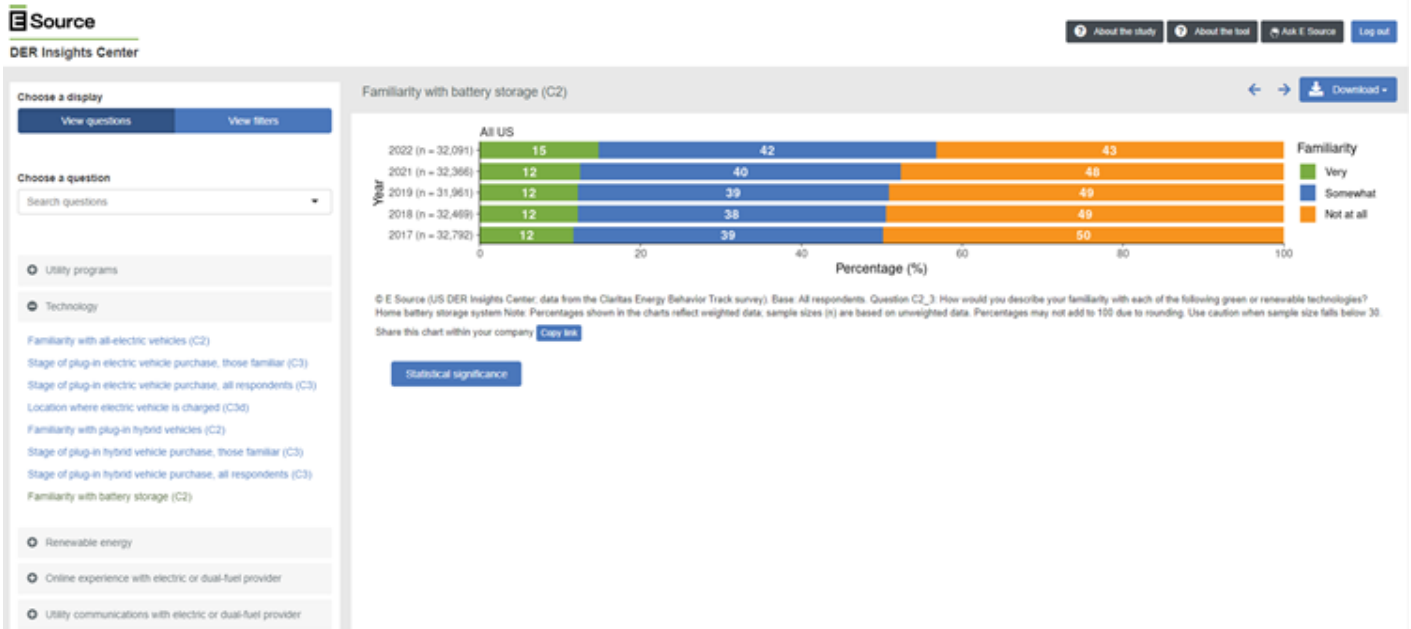 E Source
DER Insights Center
About the study
About the tool
Ask E Source
Log out
Choose a display
View questions
View filters
Choose a question
Search questions
Utility programs
Technology
Familiarity with all-electric vehicles (C2)
Stage of plug-in electric vehicle purchase, those familiar (C3)
Stage of plug-in electric vehicle purchase, all respondents (C3)
Location where electric vehicle is charged (C3d)
Familiarity with plug-in hybrid vehicles (C2)
Stage of plug-in hybrid vehicle purchase, those familiar (C3)
Stage of plug-in hybrid vehicle purchase, all respondents (C3)
Familiarity with battery storage (C2)
Renewable energy
Online experience with electric or dual-fuel provider
Utility communications with electric or dual-fuel provider
Familiarity with battery storage (C2)
Download
All US
Year
2022 (n = 32,091) 15 42 43
2021 (n = 32,366) 12 40 48
2019 (n = 31,961) 12 39 49
2018 (n = 32,469) 12 38 49
2017 (n = 32,792) 12 39 50
0 20 40 60 80 100
Percentage (%)
Familiarity
Very
Somewhat
Not at all
© E Source (US DER Insights Center, data from the Claritas Energy Behavior Track survey). Base: All respondents. Question C2_3: How would you describe your familiarity with each of the following green or renewable technologies?
Home battery storage system Note: Percentages shown in the charts reflect weighted data; sample sizes (n) are based on unweighted data. Percentages may not add to 100 due to rounding. Use caution when sample size falls below 30.
Share this chart within your company Copy link
Statistical significance